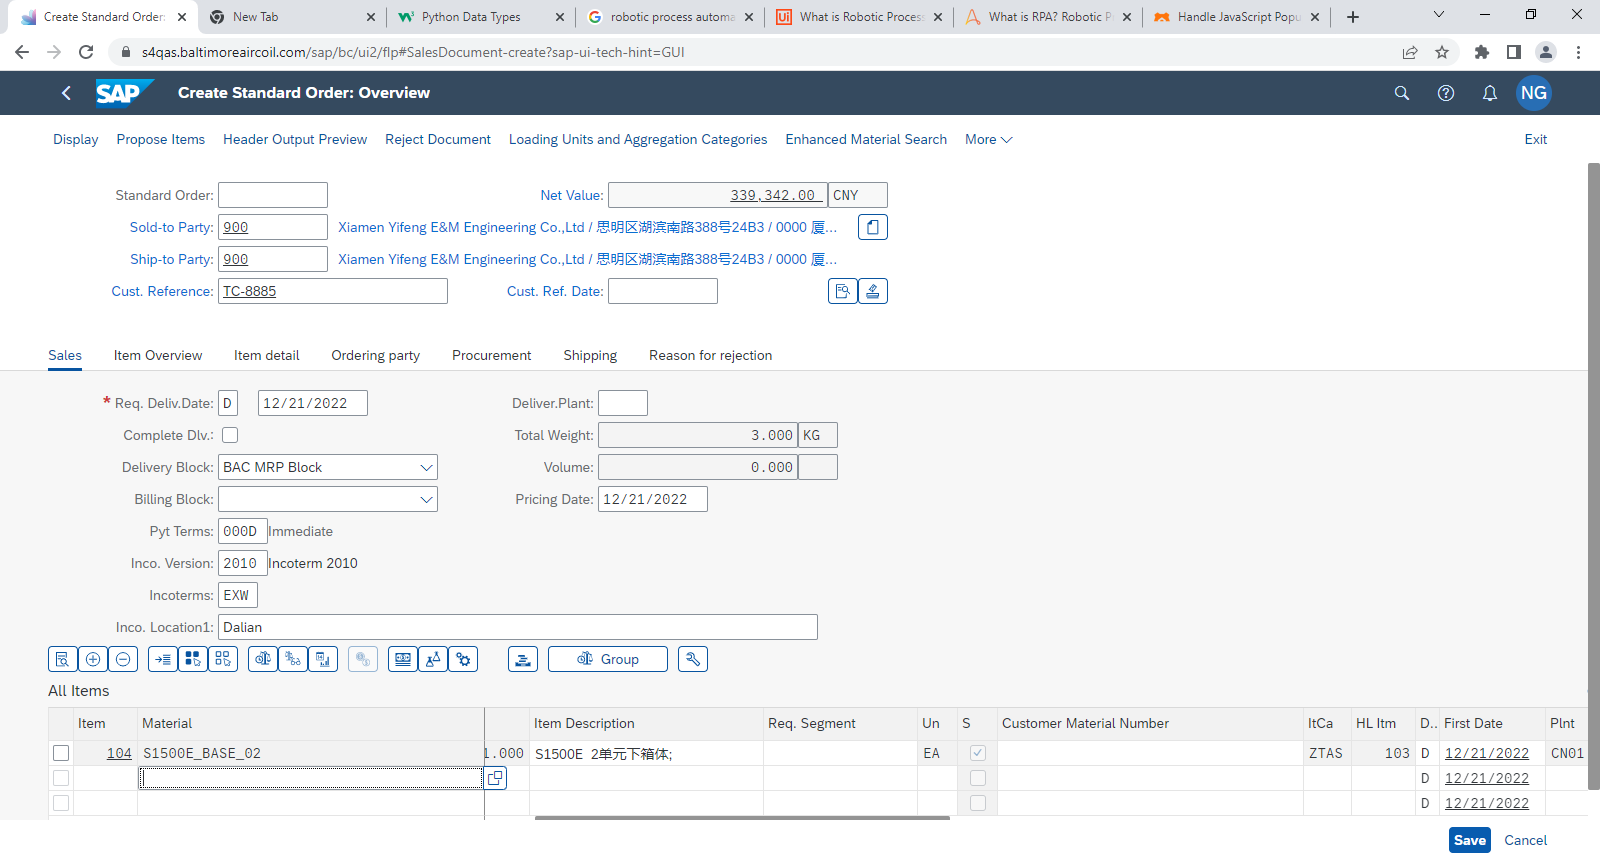 Create Standard Order:
New Tab
Python Data Types
robotic process automa
What is Robotic Process
What is RPA? Robotic P
Handle JavaScript Popu
s4qas.baltimoreaircoil.com/sap/bc/ui2/flp#SalesDocument-create?sap-ui-tech-hint=GUI
SAP Create Standard Order: Overview NG
Display Propose Items Header Output Preview Reject Document Loading Units and Aggregation Categories Enhanced Material Search More Exit
Standard Order: Net Value: 339,342.00 CNY
Sold-to Party: 900 Xiamen Yifeng E&M Engineering Co.,Ltd / 思明区湖滨南路388号24B3 / 0000 厦...
Ship-to Party: 900 Xiamen Yifeng E&M Engineering Co.,Ltd / 思明区湖滨南路388号24B3 / 0000 厦...
Cust. Reference: TC-8885 Cust. Ref. Date:
Sales Item Overview Item detail Ordering party Procurement Shipping Reason for rejection
* Req. Deliv.Date: D 12/21/2022 Deliver.Plant:
Complete Dlv.: Total Weight: 3.000 KG
Delivery Block: BAC MRP Block Volume: 0.000
Billing Block: Pricing Date: 12/21/2022
Pyt Terms: 000D Immediate
Inco. Version: 2010 Incoterm 2010
Incoterms: EXW
Inco. Location1: Dalian
Group
All Items
Item Material Item Description Req. Segment Un S Customer Material Number ItCa HL Itm D.. First Date Plnt
104 S1500E_BASE_02 1.000 S1500E 2单元下箱体; EA ZTAS 103 D 12/21/2022 CN01
D 12/21/2022
D 12/21/2022
Save Cancel